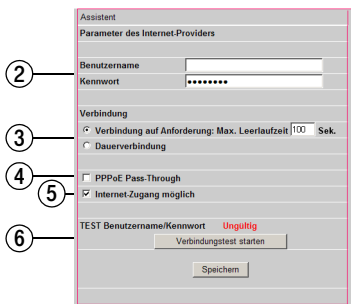 Assistent
Parameter des Internet-Providers
Benutzername
2
Kennwort ●●●●●●●●
Verbindung
3 Verbindung auf Anforderung: Max. Leerlaufzeit 100 Sek.
Dauerverbindung
4 PPPoE Pass-Through
5 Internet-Zugang möglich
6 TEST Benutzername/Kennwort Ungültig
Verbindungstest starten
Speichern